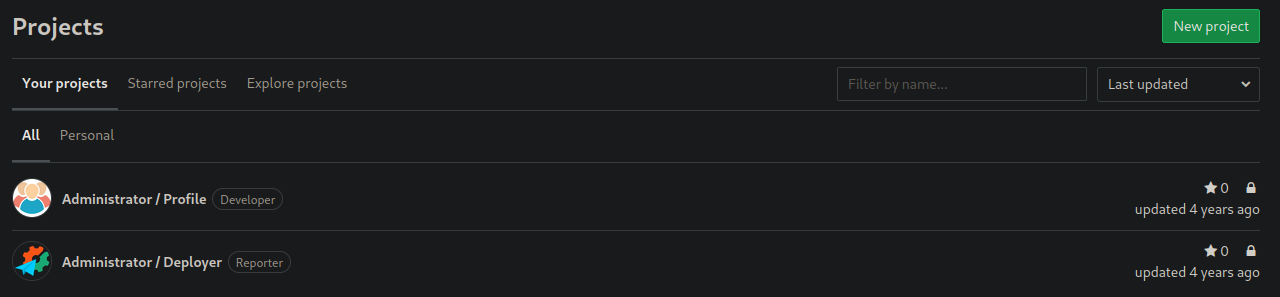 Projects
New project
Your projects Starred projects Explore projects
Filter by name...
Last updated
All Personal
Administrator / Profile Developer
0
updated 4 years ago
Administrator / Deployer Reporter
0
updated 4 years ago